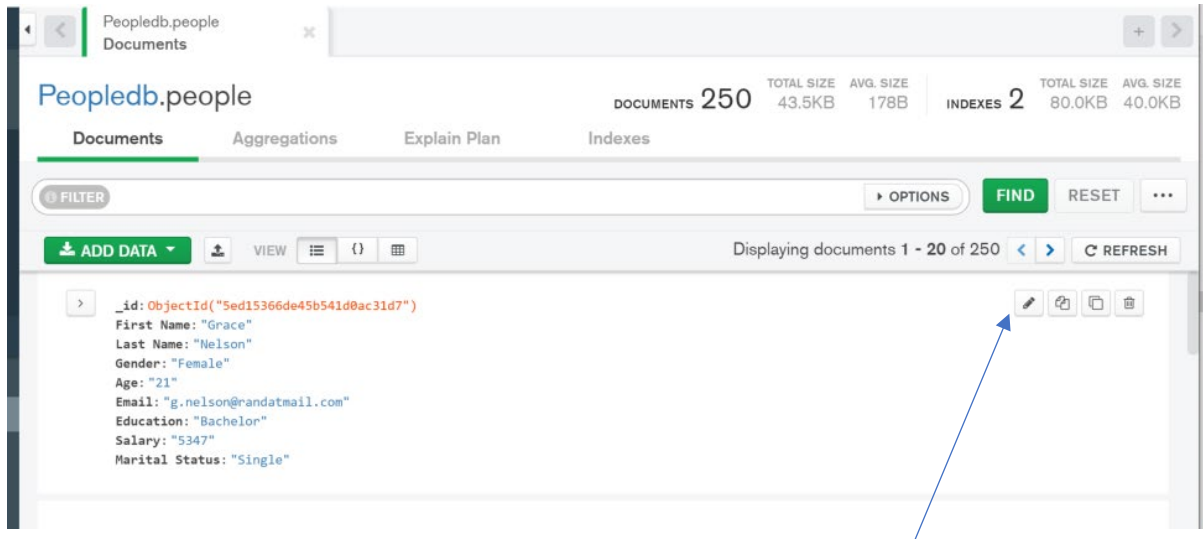 Peopledb.people
Documents
Peopledb.people
DOCUMENTS 250 TOTAL SIZE 43.5KB AVG. SIZE 178B INDEXES 2 TOTAL SIZE 80.0KB AVG. SIZE 40.0KB
Documents Aggregations Explain Plan Indexes
FILTER OPTIONS FIND RESET ...
ADD DATA VIEW {} Displaying documents 1 - 20 of 250 < > REFRESH
_id: ObjectId("5ed15366de45b541d0ac31d7")
First Name: "Grace"
Last Name: "Nelson"
Gender: "Female"
Age: "21"
Email: "g.nelson@randatmail.com"
Education: "Bachelor"
Salary: "5347"
Marital Status: "Single"